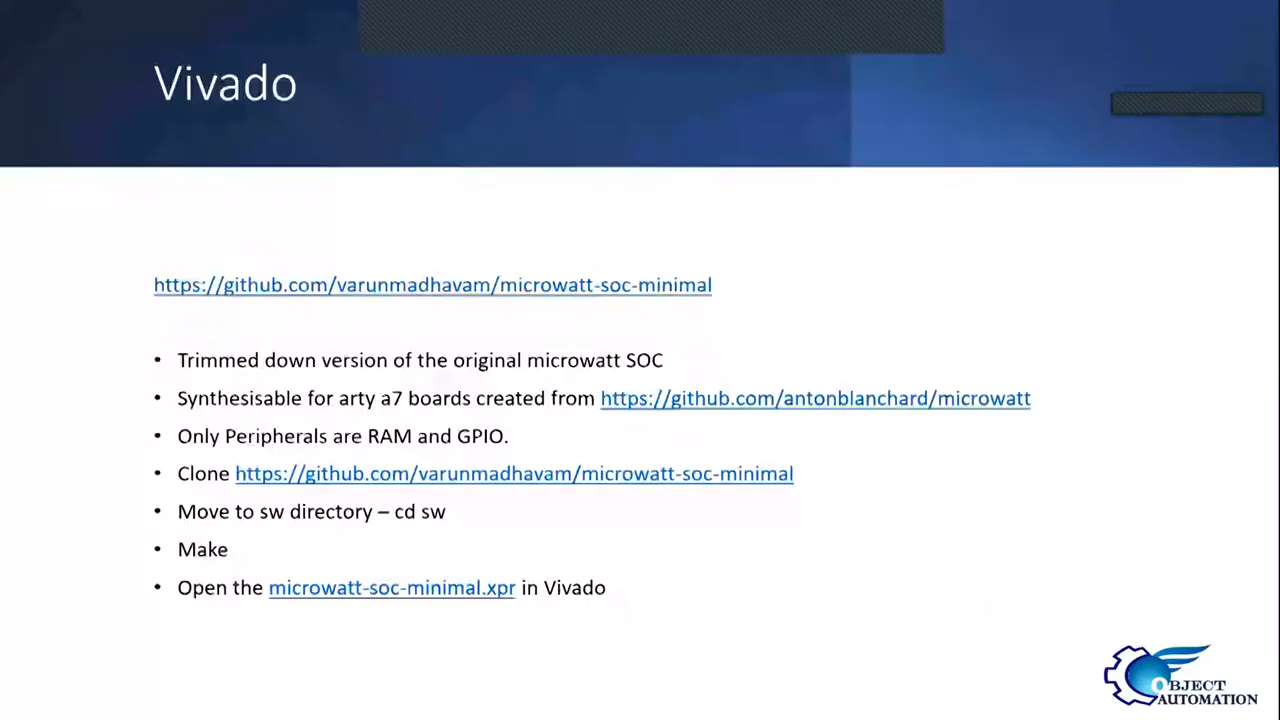 Vivado
https://github.com/varunmadhavam/microwatt-soc-minimal
• Trimmed down version of the original microwatt SOC
• Synthesisable for arty a7 boards created from https://github.com/antonblanchard/microwatt
• Only Peripherals are RAM and GPIO.
• Clone https://github.com/varunmadhavam/microwatt-soc-minimal
• Move to sw directory – cd sw
• Make
• Open the microwatt-soc-minimal.xpr in Vivado
OBJECT
AUTOMATION